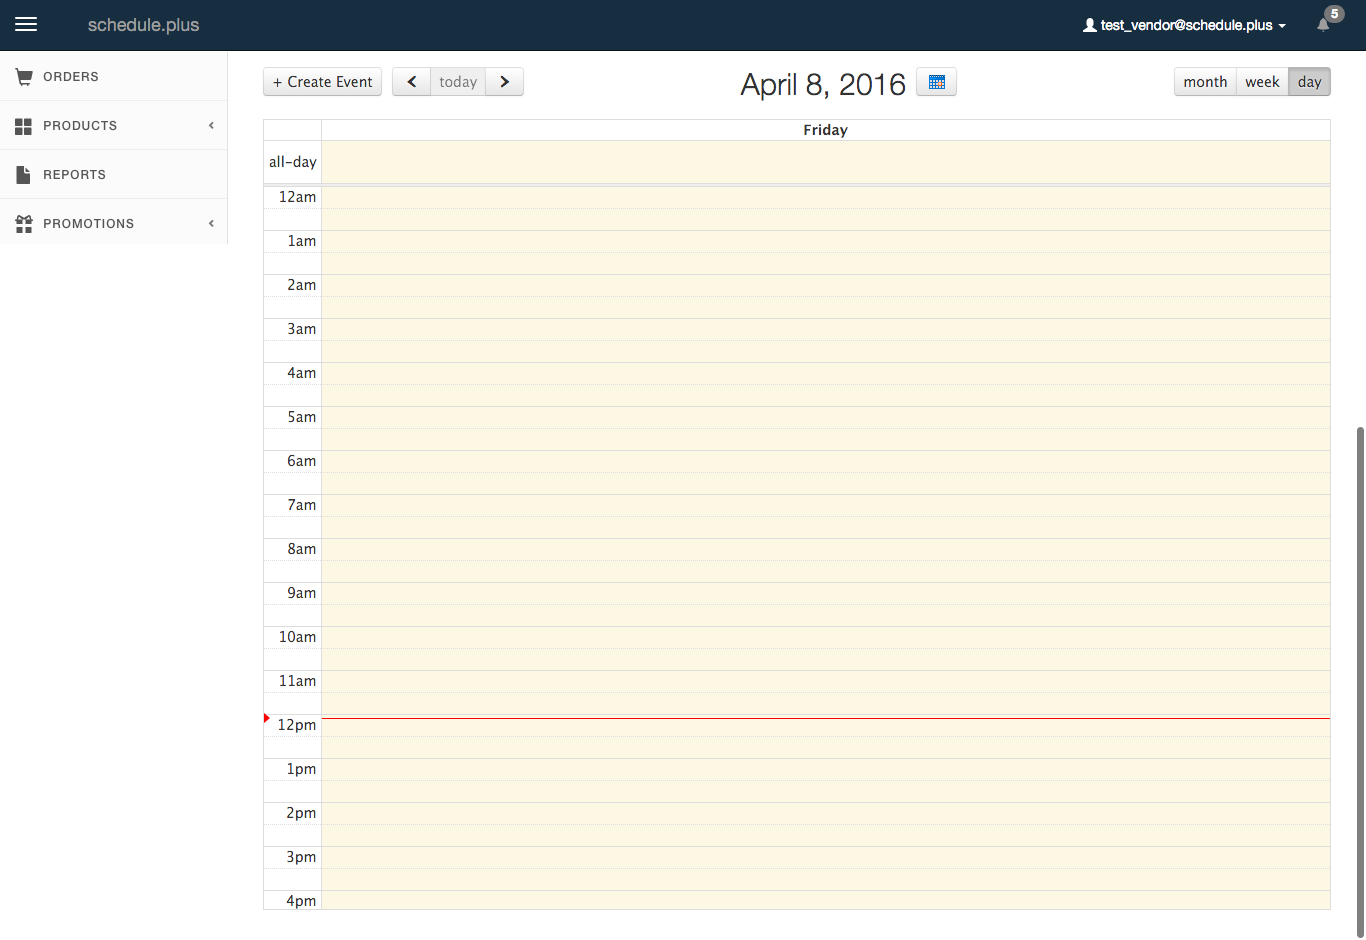 schedule.plus
test_vendor@schedule.plus
5
ORDERS
PRODUCTS
REPORTS
PROMOTIONS
+ Create Event
today
April 8, 2016
month
week
day
Friday
all-day
12am
1am
2am
3am
4am
5am
6am
7am
8am
9am
10am
11am
12pm
1pm
2pm
3pm
4pm